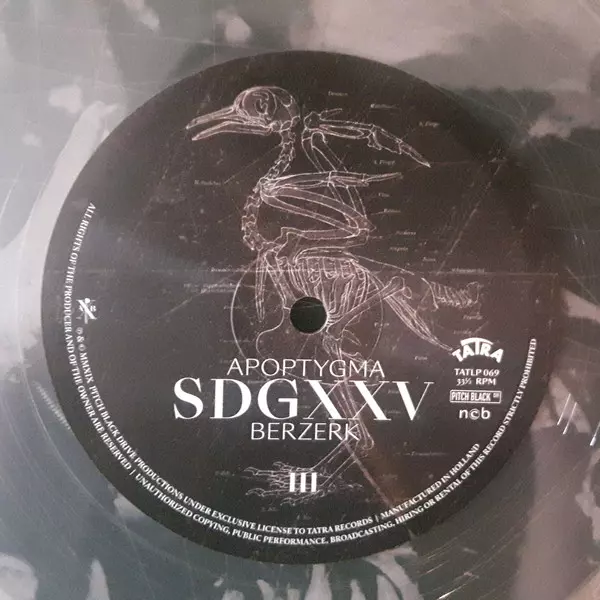 APOPTYGMA
SDGXXV
BERZERK
III
TATRA
TATLP 069
33⅓ RPM
PITCH BLACK
n©b
ALL RIGHTS OF THE PRODUCER AND OF THE OWNER ARE RESERVED | UNAUTHORIZED COPYING, PUBLIC PERFORMANCE, BROADCASTING, HIRING OR RENTAL OF THIS RECORD STRICTLY PROHIBITED
℗ & © MMXIX PITCH BLACK DRIVE PRODUCTIONS UNDER EXCLUSIVE LICENSE TO TATRA RECORDS | MANUFACTURED IN HOLLAND